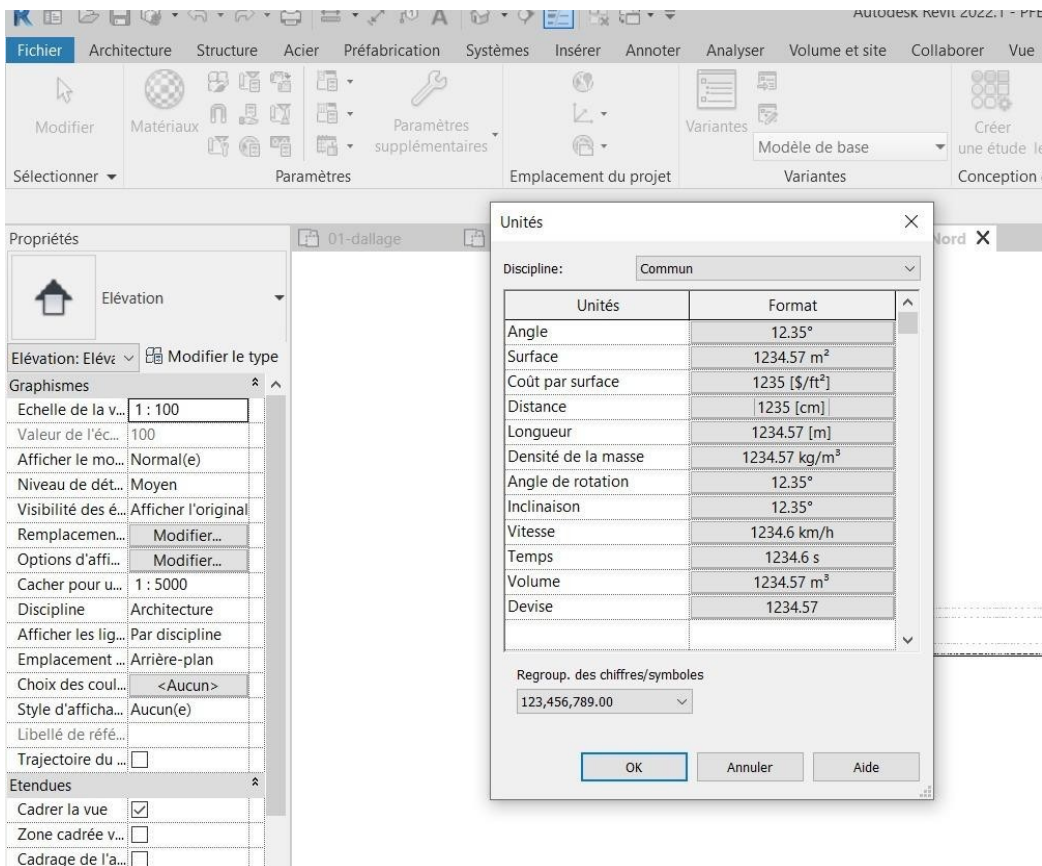 Autodesk Revit 2022.1 - PFE
Fichier Architecture Structure Acier Préfabrication Systèmes Insérer Annoter Analyser Volume et site Collaborer Vue
Modifier
Matériaux
Paramètres
supplémentaires
Variantes
Modèle de base
Créer
une étude
Sélectionner Paramètres Emplacement du projet Variantes Conception
Propriétés
01-dallage
Nord
Elévation
Elévation: Eléva
Modifier le type
Graphismes
Echelle de la v... 1 : 100
Valeur de l'éc... 100
Afficher le mo... Normal(e)
Niveau de dét... Moyen
Visibilité des é... Afficher l'original
Remplacemen... Modifier...
Options d'affi... Modifier...
Cacher pour u... 1 : 5000
Discipline Architecture
Afficher les lig... Par discipline
Emplacement ... Arrière-plan
Choix des coul... <Aucun>
Style d'afficha... Aucun(e)
Libellé de réfé...
Trajectoire du ...
Etendues
Cadrer la vue
Zone cadrée v...
Cadrage de l'a...
Unités
Discipline: Commun
Unités Format
Angle 12.35°
Surface 1234.57 m²
Coût par surface 1235 [$/ft²]
Distance 1235 [cm]
Longueur 1234.57 [m]
Densité de la masse 1234.57 kg/m³
Angle de rotation 12.35°
Inclinaison 12.35°
Vitesse 1234.6 km/h
Temps 1234.6 s
Volume 1234.57 m³
Devise 1234.57
Regroup. des chiffres/symboles
123,456,789.00
OK Annuler Aide